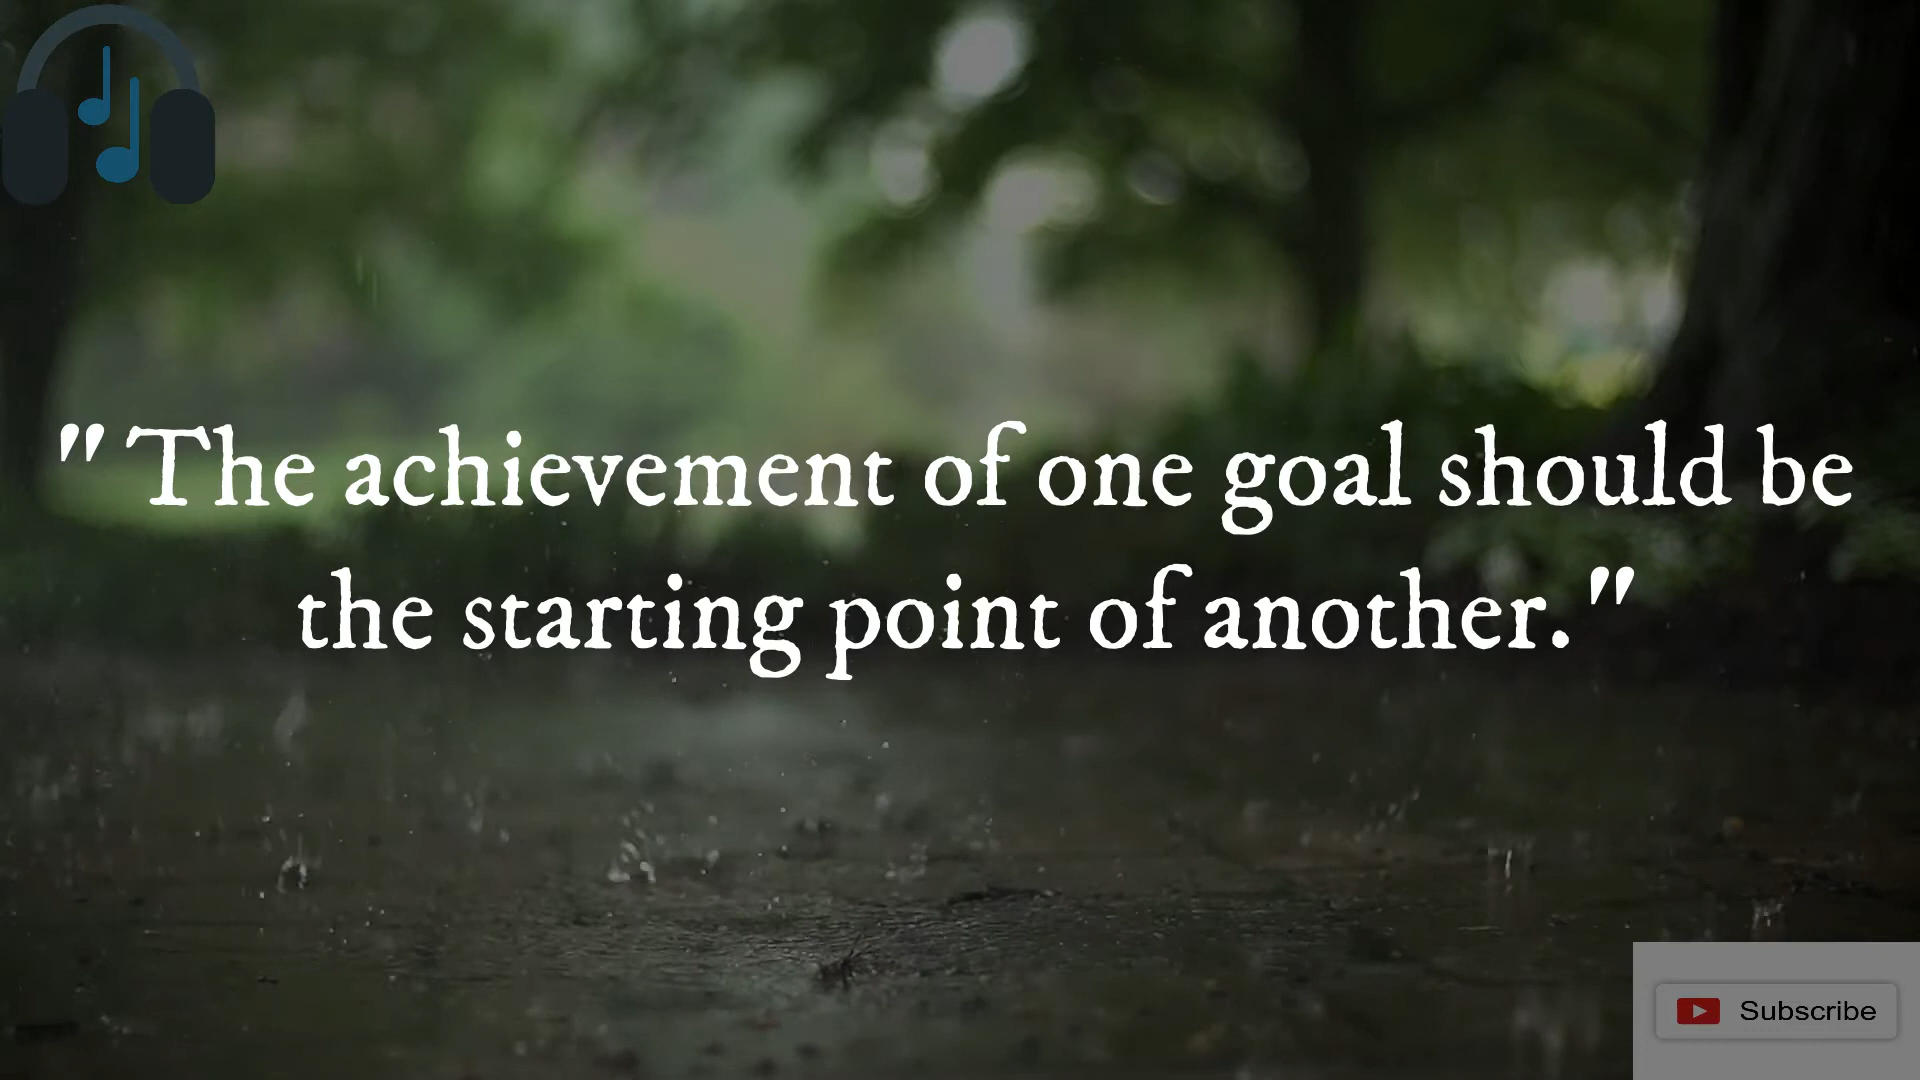 "The achievement of one goal should be
the starting point of another."
Subscribe